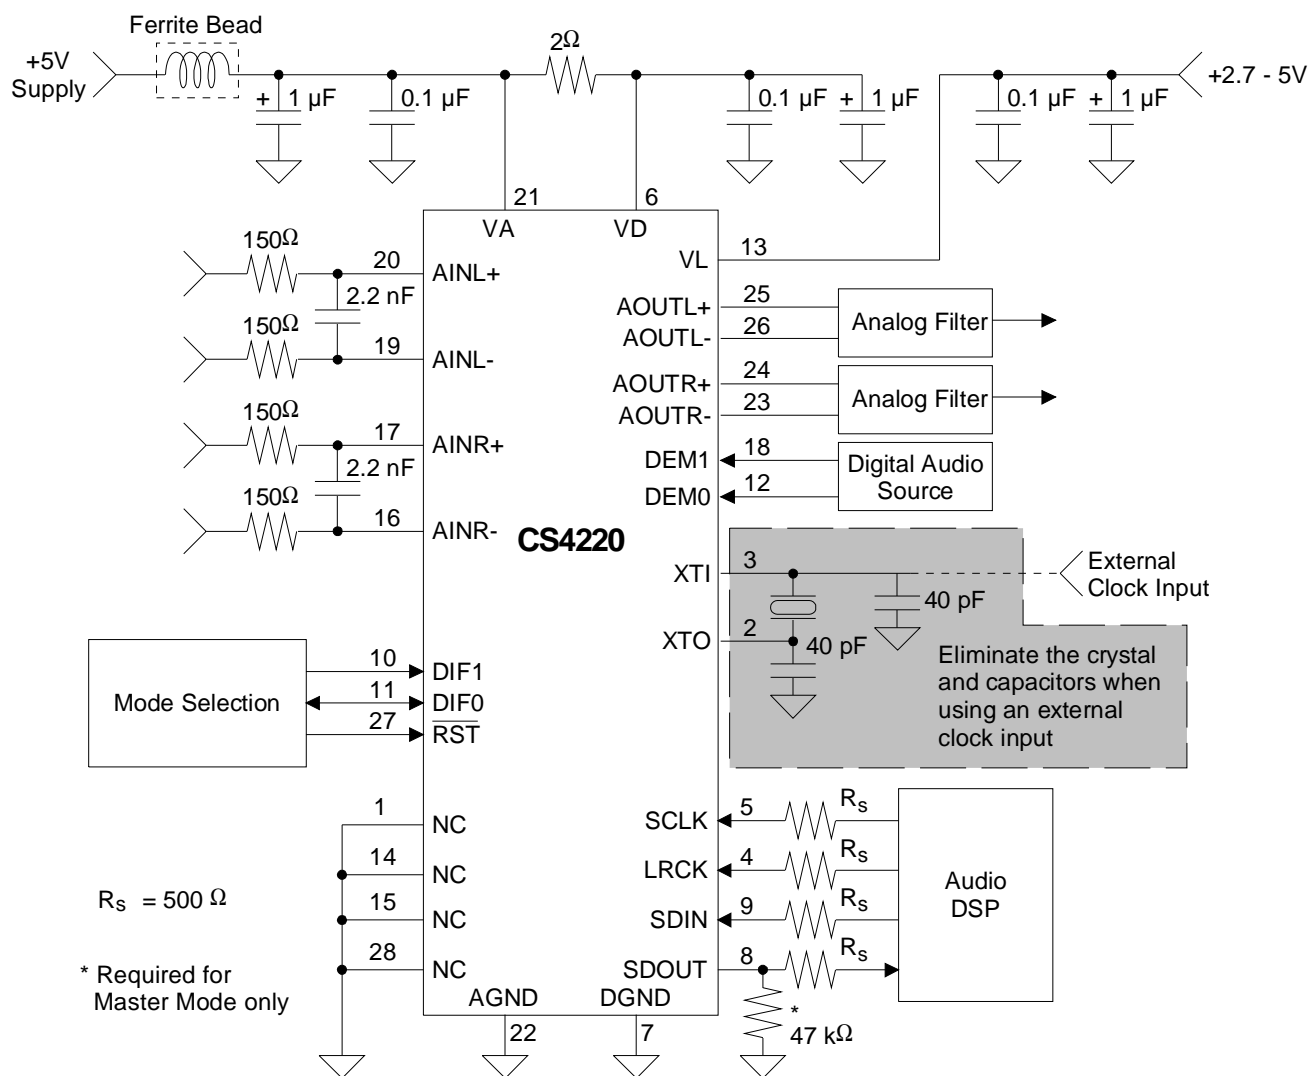 Ferrite Bead
+5V
Supply
2Ω
+2.7 - 5V
+ 1 µF
0.1 µF
0.1 µF
+ 1 µF
0.1 µF
+ 1 µF
21
6
VA
VD
13
VL
150Ω
20
AINL+
2.2 nF
150Ω
19
AINL-
150Ω
17
AINR+
2.2 nF
150Ω
16
AINR-
CS4220
25
AOUTL+
26
AOUTL-
Analog Filter
24
AOUTR+
23
AOUTR-
Analog Filter
18
DEM1
12
DEM0
Digital Audio
Source
3
XTI
External
Clock Input
40 pF
2
XTO
40 pF
Eliminate the crystal
and capacitors when
using an external
clock input
Mode Selection
10
DIF1
11
DIF0
27
RST
1
NC
14
NC
15
NC
28
NC
5
SCLK
Rs
4
LRCK
Rs
9
SDIN
Rs
8
SDOUT
Rs
Audio
DSP
*
47 kΩ
Rs = 500 Ω
* Required for
Master Mode only
AGND
DGND
22
7